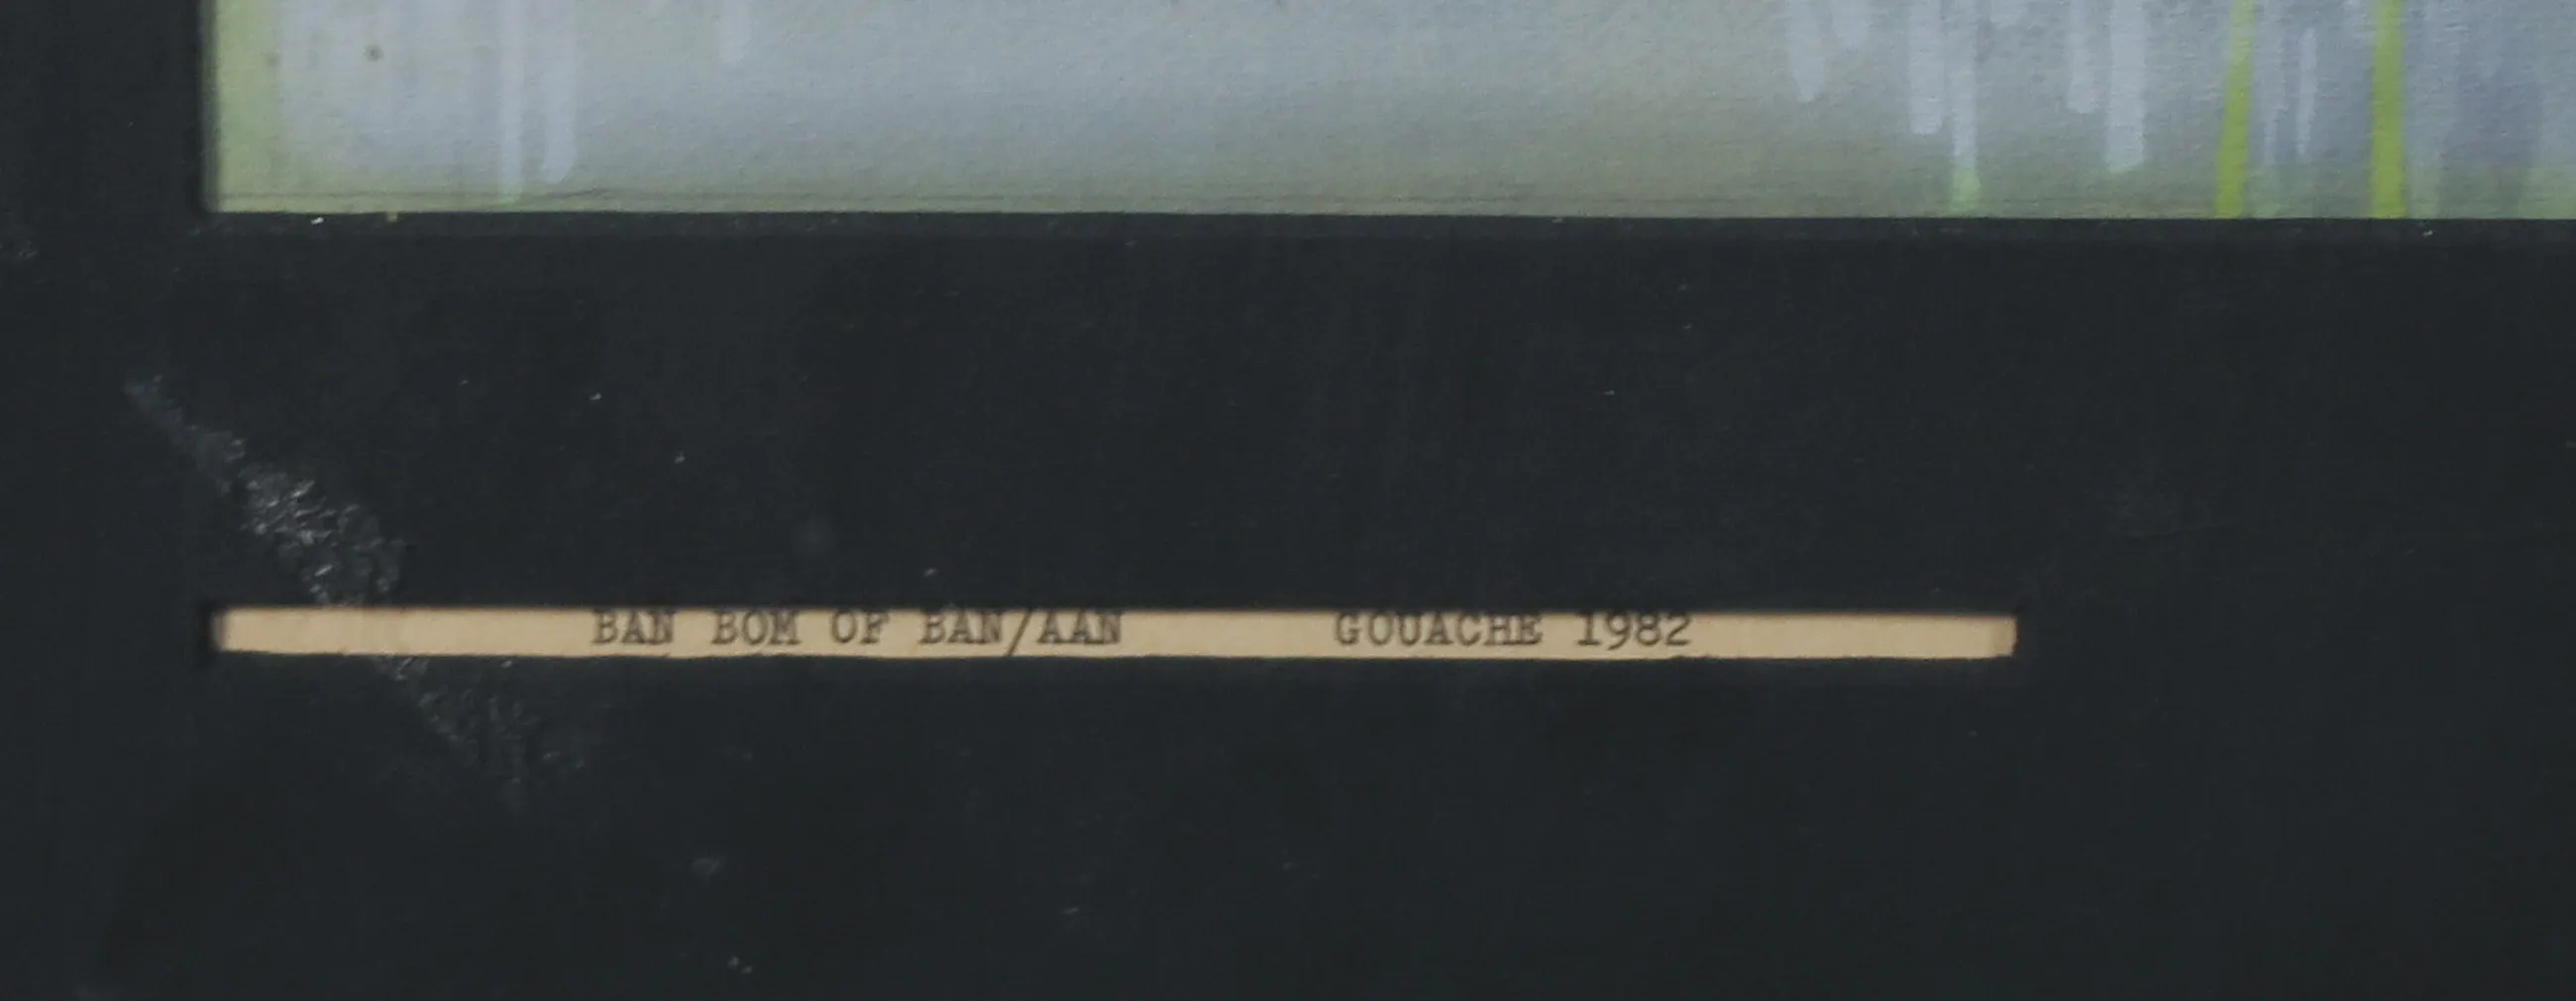 BAN BOM OF BAN/AAN GOUACHE 1982